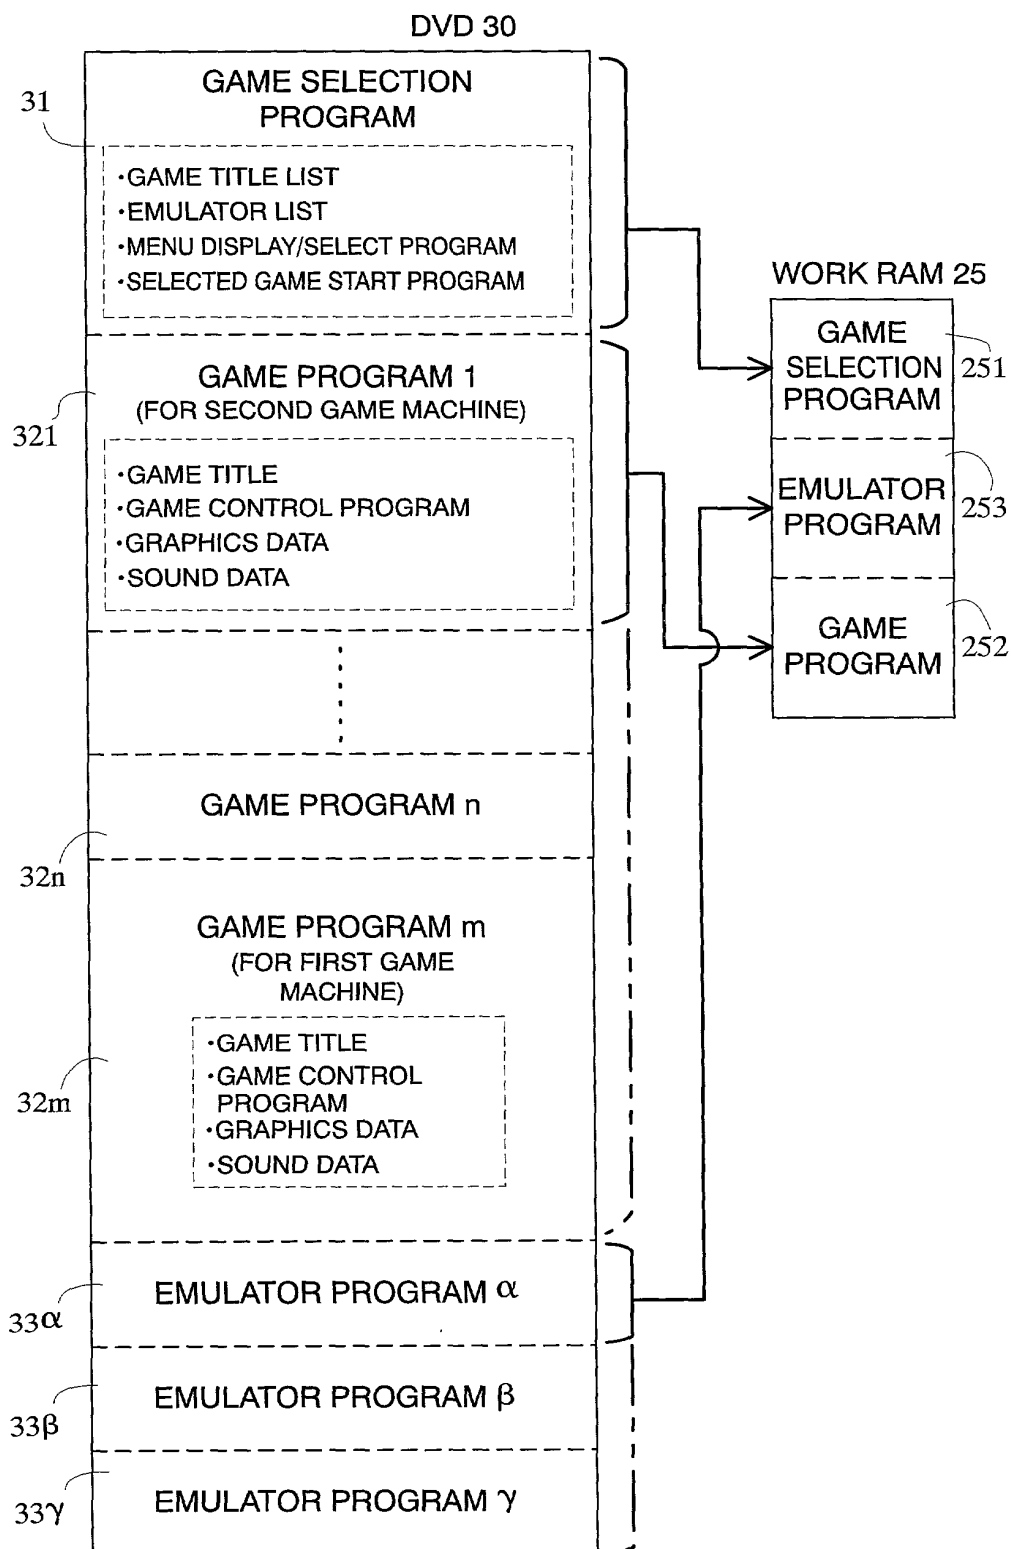 DVD 30
GAME SELECTION
PROGRAM
31
·GAME TITLE LIST
·EMULATOR LIST
·MENU DISPLAY/SELECT PROGRAM
·SELECTED GAME START PROGRAM
WORK RAM 25
GAME
SELECTION
PROGRAM
251
EMULATOR
PROGRAM
253
GAME
PROGRAM
252
GAME PROGRAM 1
(FOR SECOND GAME MACHINE)
321
·GAME TITLE
·GAME CONTROL PROGRAM
·GRAPHICS DATA
·SOUND DATA
GAME PROGRAM n
32n
GAME PROGRAM m
(FOR FIRST GAME
MACHINE)
32m
·GAME TITLE
·GAME CONTROL
PROGRAM
·GRAPHICS DATA
·SOUND DATA
EMULATOR PROGRAM α
33α
EMULATOR PROGRAM β
33β
EMULATOR PROGRAM γ
33γ